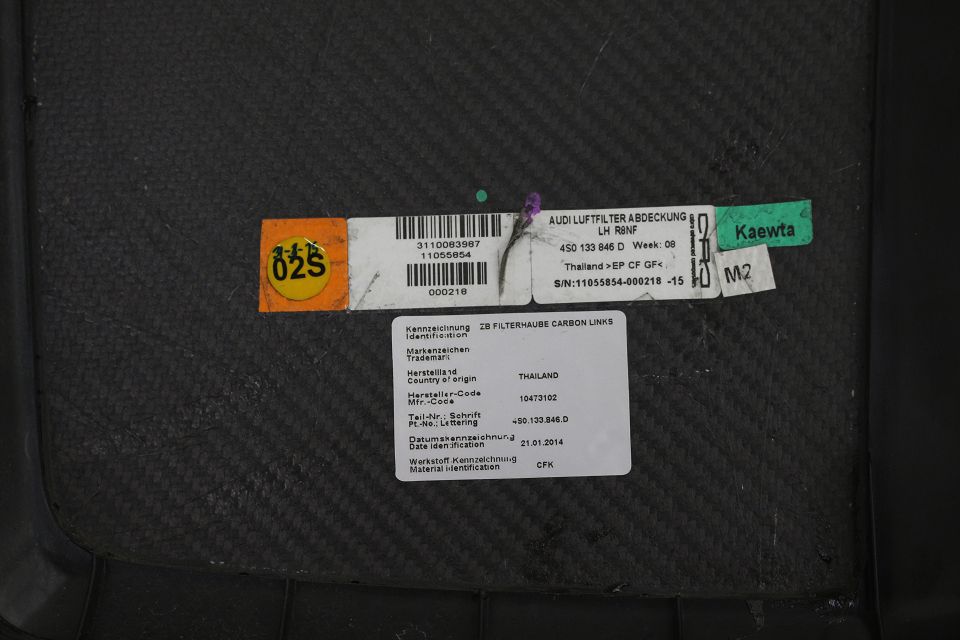 02S
3110083987
11055854
000218
AUDI LUFTFILTER ABDECKUNG
LH R8NF
4S0 133 846 D Week: 08
Thailand >EP CF GF<
S/N:11055854-000218 -15
Kaewta
M2
Kennzeichnung ZB FILTERHAUBE CARBON LINKS
Identification
Markenzeichen
Trademark
Herstelland
Country of origin THAILAND
Hersteller-Code
Mfr.-Code 10473102
Teil-Nr.; Schrift
Pt.-No.; Lettering 4S0.133.846.D
Datumskennzeichnung
Date identification 21.01.2014
Werkstoff-Kennzeichnung
Material identification CFK